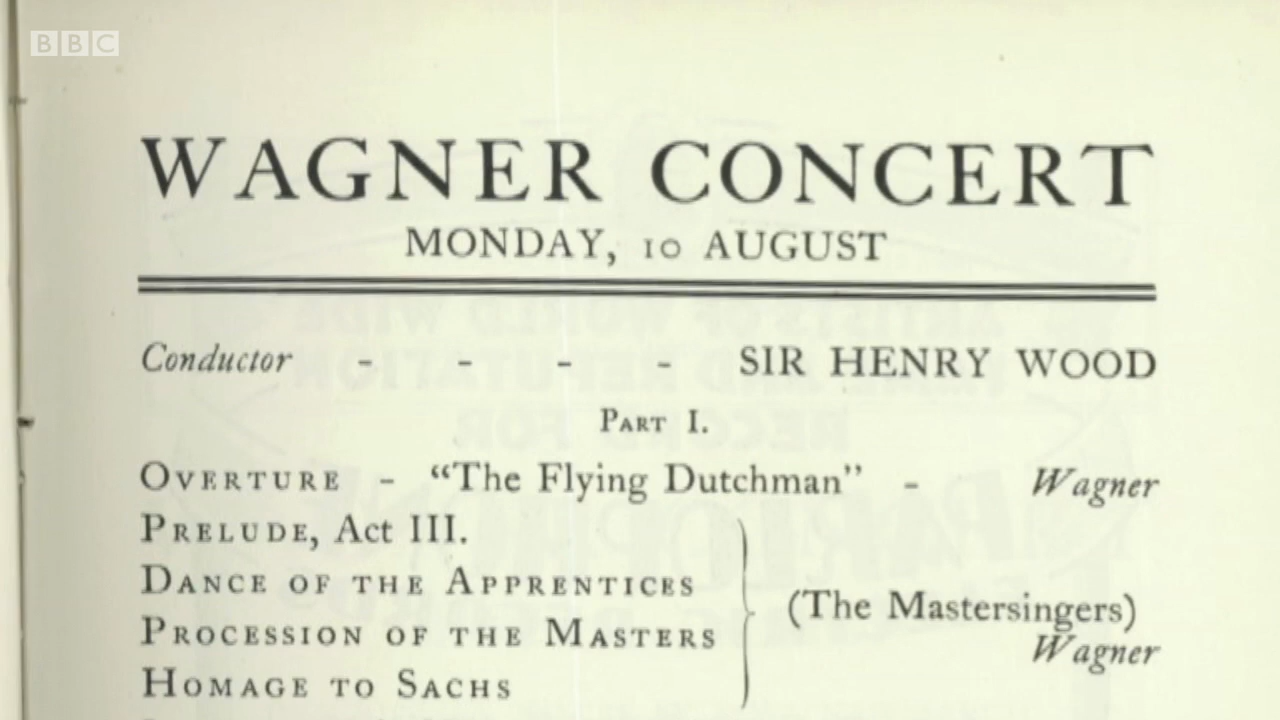 BBC
WAGNER CONCERT
MONDAY, 10 AUGUST
Conductor - - - - SIR HENRY WOOD
PART I.
OVERTURE - “The Flying Dutchman” - Wagner
PRELUDE, Act III.
DANCE OF THE APPRENTICES
PROCESSION OF THE MASTERS
HOMAGE TO SACHS
(The Mastersingers)
Wagner